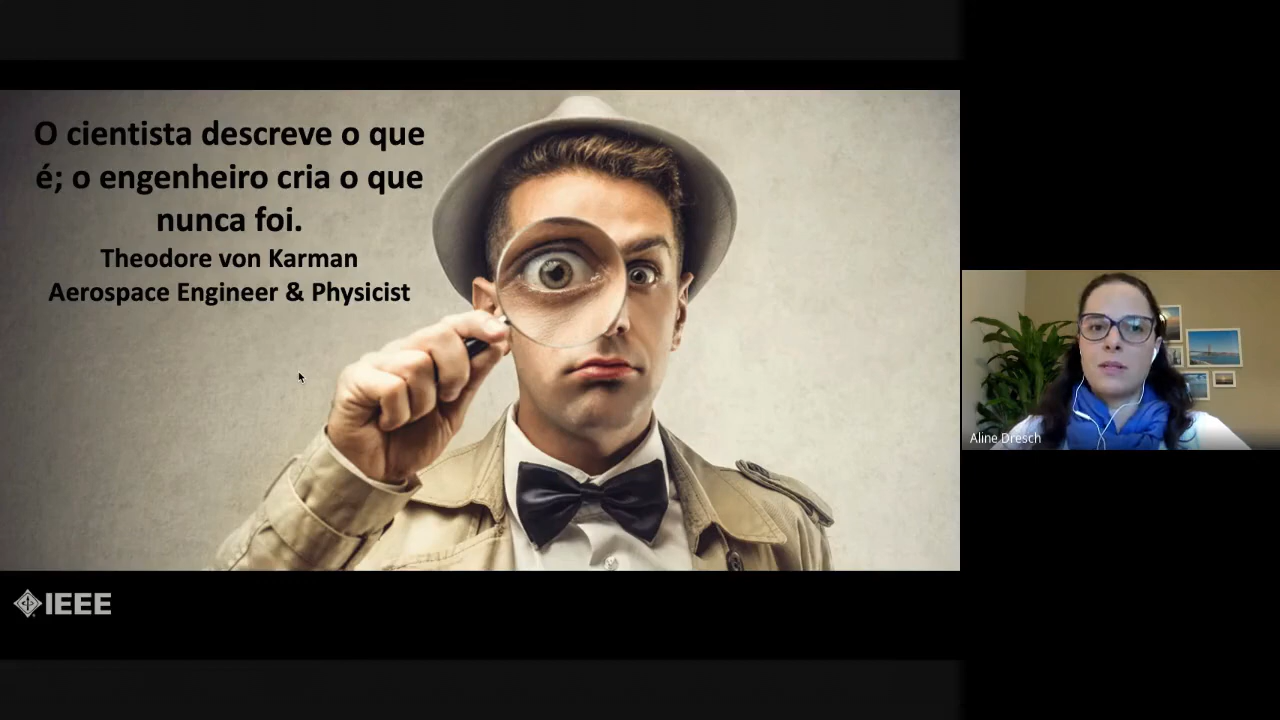 O cientista descreve o que
é; o engenheiro cria o que
nunca foi.
Theodore von Karman
Aerospace Engineer & Physicist
Aline Dresch
IEEE